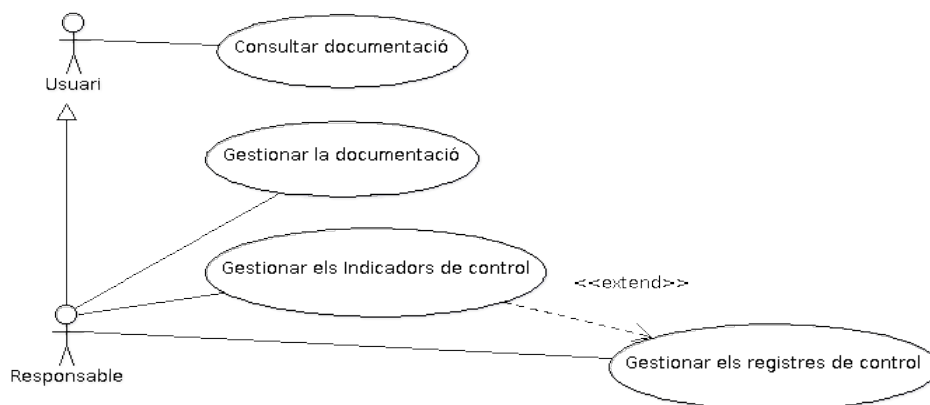 Consultar documentació
Usuari
Gestionar la documentació
Gestionar els Indicadors de control
<<extend>>
Gestionar els registres de control
Responsable